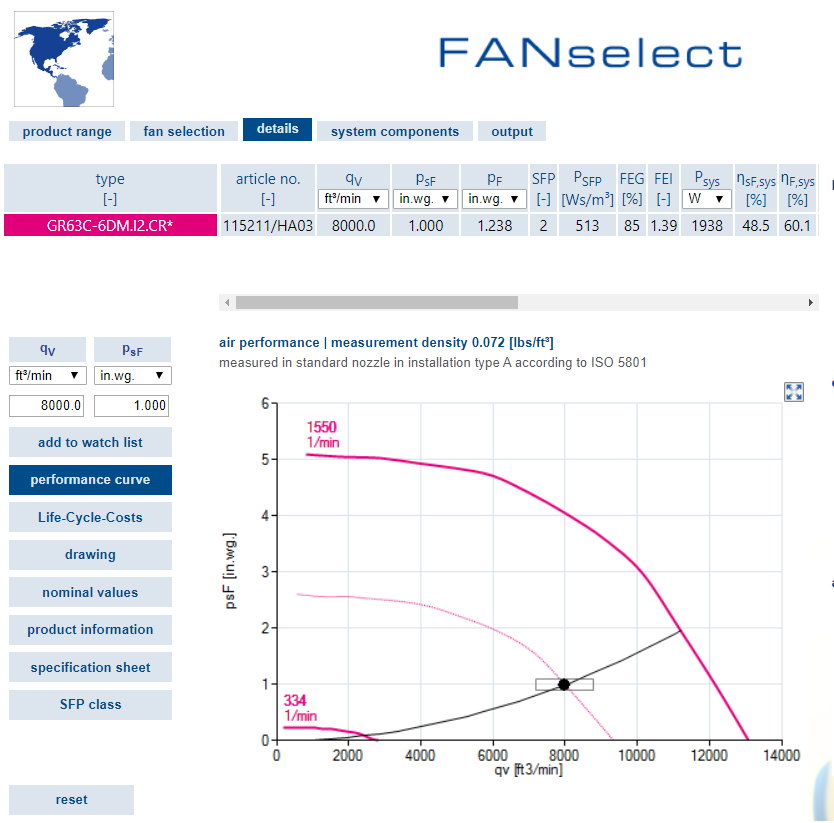 FANselect
product range fan selection details system components output
type article no. qV psF pF SFP PSFP FEG FEI Psys ηsF,sys ηF,sys
[-] [-] ft³/min in.wg. in.wg. [-] [Ws/m³] [%] [-] W [%] [%]
GR63C-6DM.I2.CR* 115211/HA03 8000.0 1.000 1.238 2 513 85 1.39 1938 48.5 60.1
qV psF
ft³/min in.wg.
8000.0 1.000
add to watch list
performance curve
Life-Cycle-Costs
drawing
nominal values
product information
specification sheet
SFP class
reset
air performance | measurement density 0.072 [lbs/ft³]
measured in standard nozzle in installation type A according to ISO 5801
6
5
4
3
2
1
0
psF [in.wg.]
1550
1/min
334
1/min
0 2000 4000 6000 8000 10000 12000 14000
qv [ft3/min]